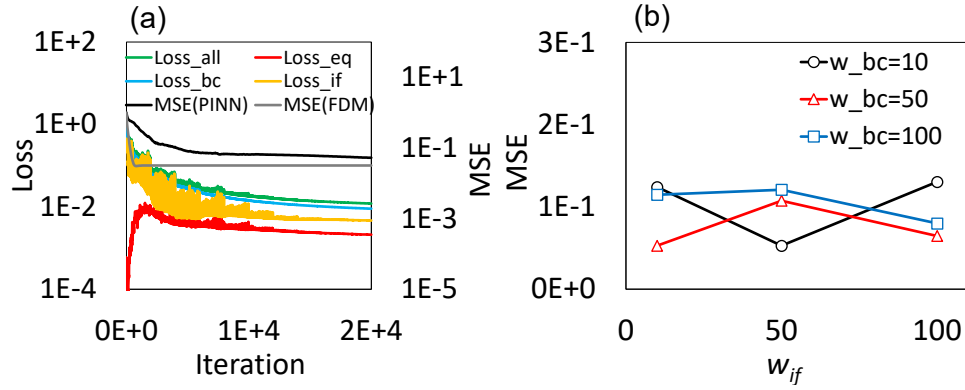 (a)
1E+2
1E+0
1E-2
1E-4
Loss
Loss_all
Loss_eq
Loss_bc
Loss_if
MSE(PINN)
MSE(FDM)
1E+1
1E-1
1E-3
1E-5
MSE
0E+0
1E+4
2E+4
Iteration
(b)
3E-1
2E-1
1E-1
0E+0
MSE
w_bc=10
w_bc=50
w_bc=100
0
50
100
w_if